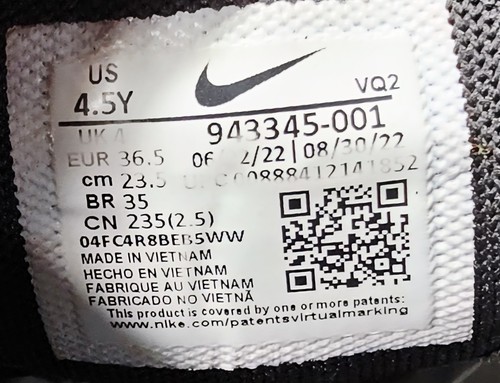 US
4.5Y
VQ2
UK 4
943345-001
EUR 36.5
08/30/22
cm 23.5
BR 35
CN 235(2.5)
04FC4R8BEB5WW
MADE IN VIETNAM
HECHO EN VIETNAM
FABRIQUE AU VIETNAM
FABRICADO NO VIETNÃ
This product is covered by one or more patents:
www.nike.com/patentsvirtualmarking